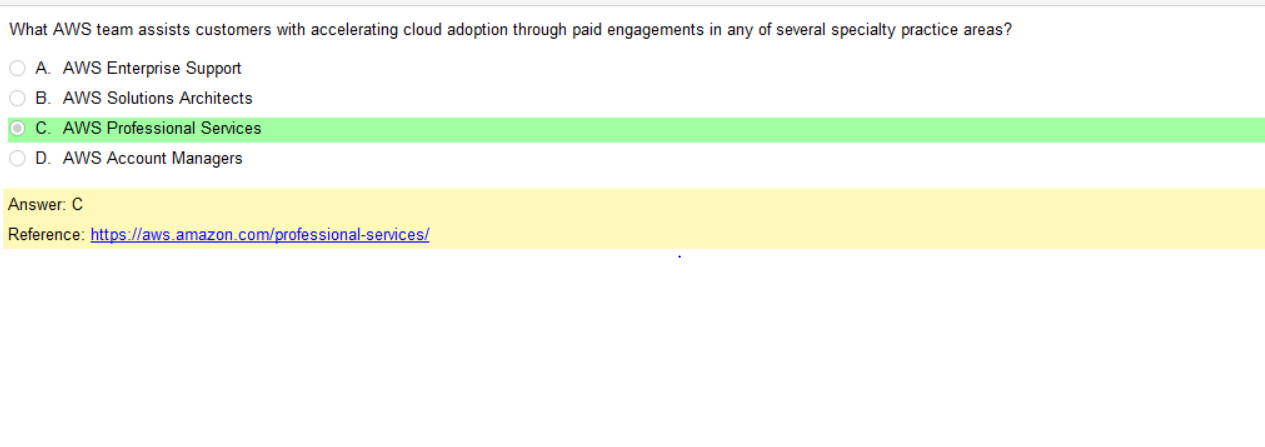 What AWS team assists customers with accelerating cloud adoption through paid engagements in any of several specialty practice areas?
A. AWS Enterprise Support
B. AWS Solutions Architects
C. AWS Professional Services
D. AWS Account Managers
Answer: C
Reference: https://aws.amazon.com/professional-services/